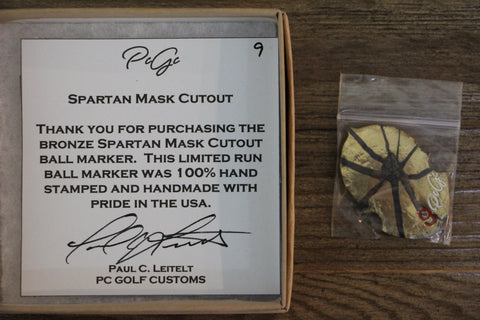 PcGc
9
SPARTAN MASK CUTOUT
THANK YOU FOR PURCHASING THE
BRONZE SPARTAN MASK CUTOUT
BALL MARKER. THIS LIMITED RUN
BALL MARKER WAS 100% HAND
STAMPED AND HANDMADE WITH
PRIDE IN THE USA.
PAUL C. LEITELT
PC GOLF CUSTOMS
PcGc